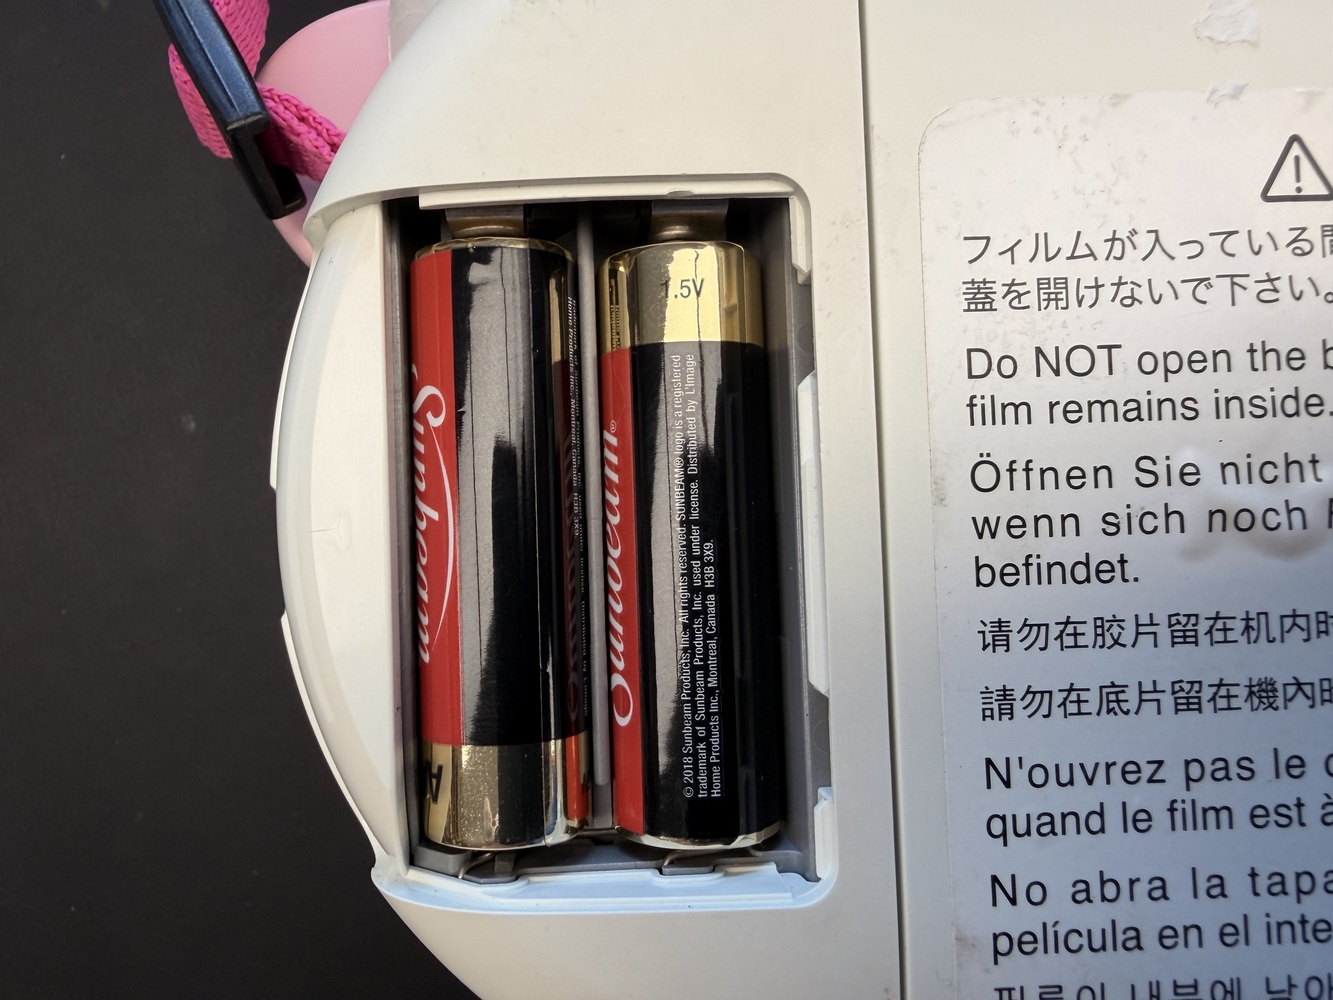 Sunbeam
AA
Sunbeam®
1.5V
© 2018 Sunbeam Products, Inc. All rights reserved. SUNBEAM® logo is a registered
trademark of Sunbeam Products, Inc. used under license. Distributed by L'Image
Home Products Inc., Montreal, Canada H3B 3X9.
フィルムが入っている間
蓋を開けないで下さい。
Do NOT open the b
film remains inside.
Öffnen Sie nicht
wenn sich noch
befindet.
请勿在胶片留在机内时
請勿在底片留在機內時
N'ouvrez pas le
quand le film est à
No abra la tapa
película en el inte